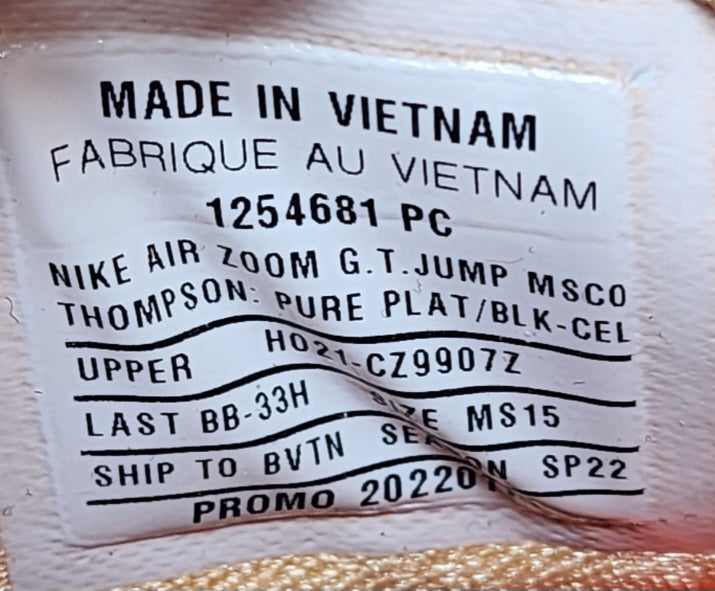 MADE IN VIETNAM
FABRIQUE AU VIETNAM
1254681 PC
NIKE AIR ZOOM G.T.JUMP MSCO
THOMPSON: PURE PLAT/BLK-CEL
UPPER HO21-CZ9907Z
LAST BB-33H SIZE MS15
SHIP TO BVTN SEASON SP22
PROMO